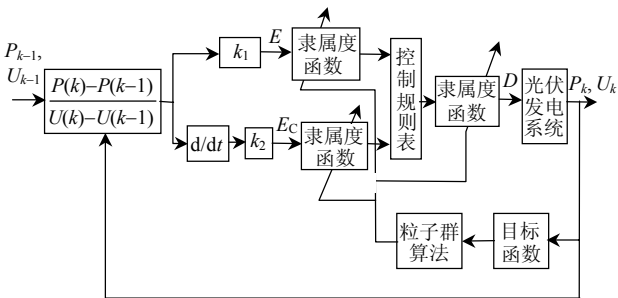 P_{k-1},
U_{k-1}
P(k)–P(k–1)
U(k)–U(k–1)
k₁
E
隶属度
函数
控
制
规
则
表
隶属度
函数
D
光伏
发电
系统
P_k, U_k
d/dt
k₂
E_C
隶属度
函数
粒子群
算法
目标
函数